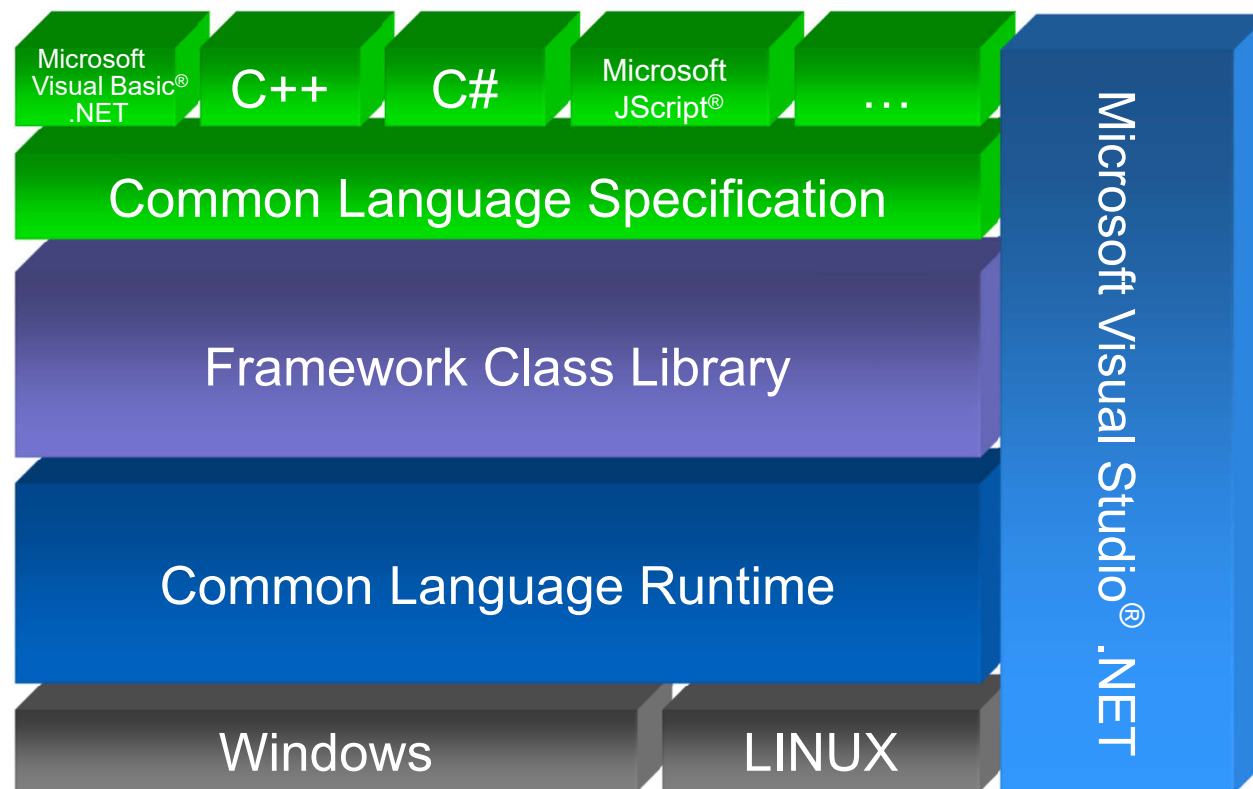 Microsoft
Visual Basic®
.NET
C++
C#
Microsoft
JScript®
...
Common Language Specification
Framework Class Library
Common Language Runtime
Windows
LINUX
Microsoft Visual Studio® .NET